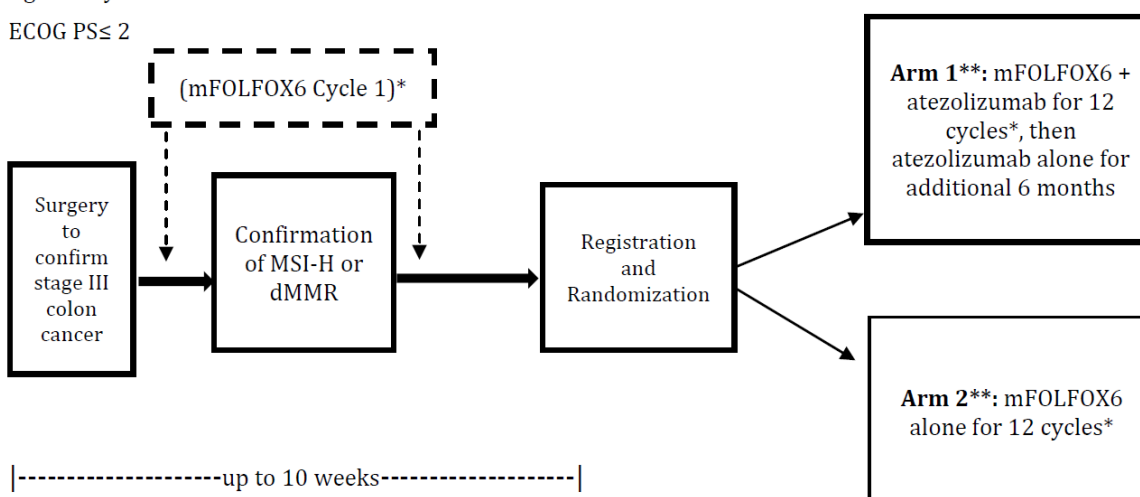 ECOG PS≤ 2
(mFOLFOX6 Cycle 1)*
Surgery
to
confirm
stage III
colon
cancer
Confirmation
of MSI-H or
dMMR
Registration
and
Randomization
Arm 1**: mFOLFOX6 +
atezolizumab for 12
cycles*, then
atezolizumab alone for
additional 6 months
Arm 2**: mFOLFOX6
alone for 12 cycles*
|---------------------up to 10 weeks--------------------|